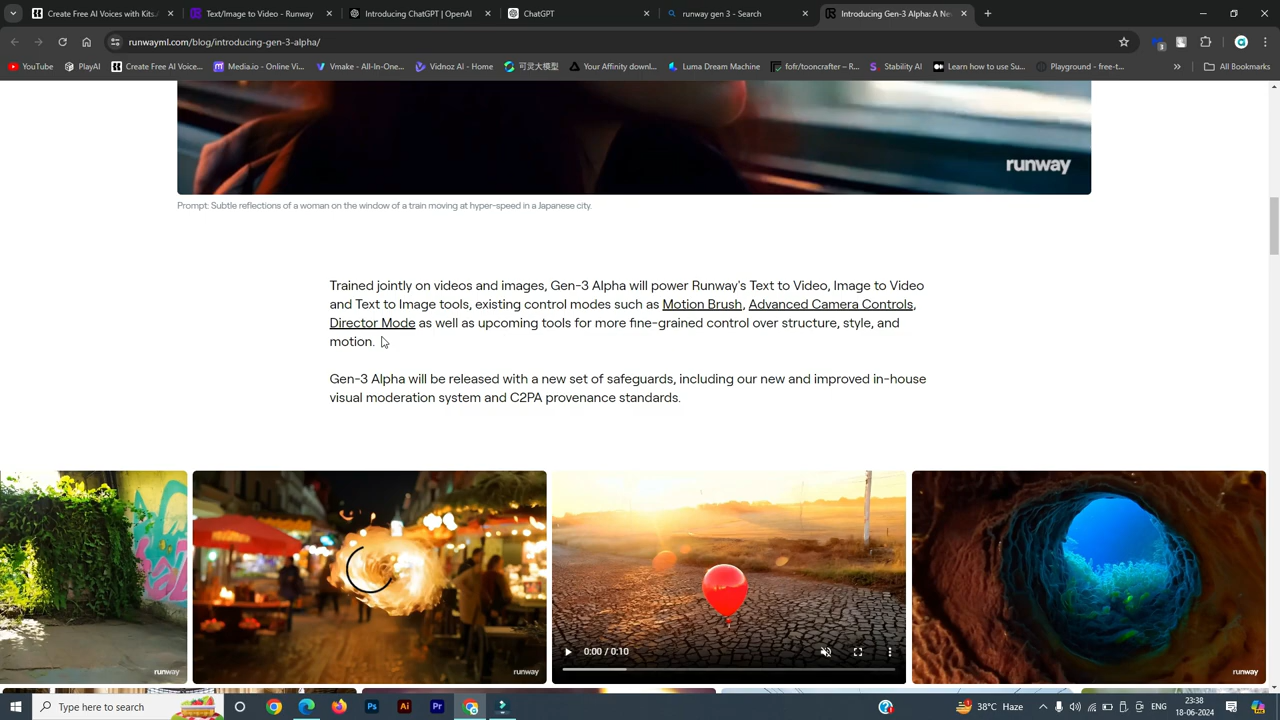 Create Free AI Voices with Kits.
Text/Image to Video - Runway
Introducing ChatGPT | OpenAI
ChatGPT
runway gen 3 - Search
Introducing Gen-3 Alpha: A Ne
runwayml.com/blog/introducing-gen-3-alpha/
YouTube
PlayAI
Create Free AI Voice...
Media.io - Online Vi...
Vmake - All-In-One...
Vidnoz AI - Home
可灵大模型
Your Affinity down...
Luma Dream Machine
fofr/tooncrafter – R...
Stability AI
Learn how to use Su...
Playground - free-t...
All Bookmarks
runway
Prompt: Subtle reflections of a woman on the window of a train moving at hyper-speed in a Japanese city.
Trained jointly on videos and images, Gen-3 Alpha will power Runway's Text to Video, Image to Video
and Text to Image tools, existing control modes such as Motion Brush, Advanced Camera Controls,
Director Mode as well as upcoming tools for more fine-grained control over structure, style, and
motion.
Gen-3 Alpha will be released with a new set of safeguards, including our new and improved in-house
visual moderation system and C2PA provenance standards.
runway
runway
0:00 / 0:10
runway
Type here to search
38°C Haze
ENG
23:38
18-06-2024